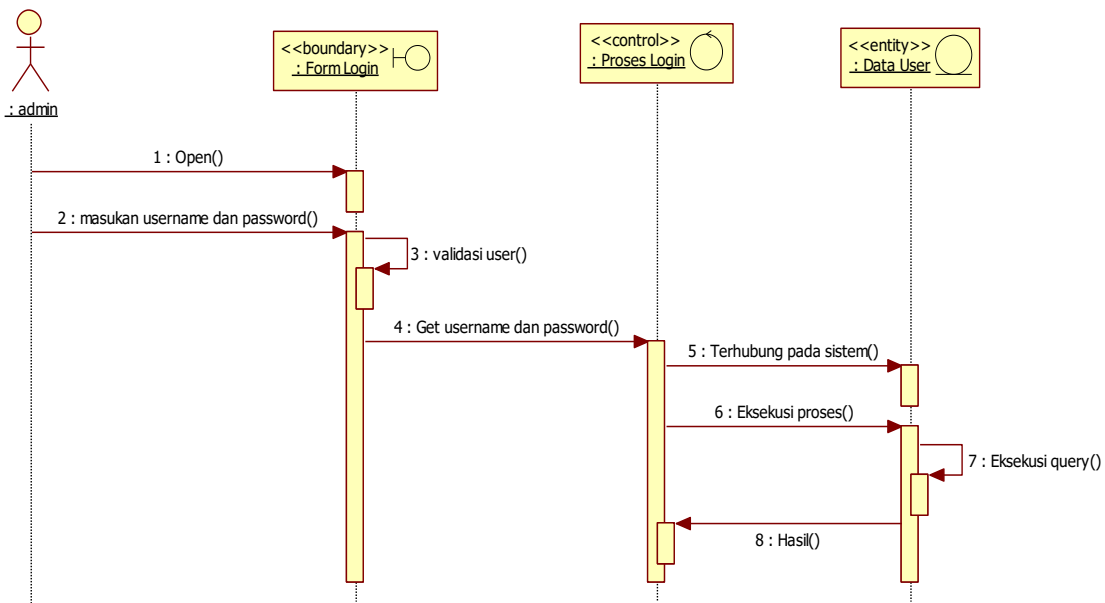 : admin
<<boundary>>
: Form Login
<<control>>
: Proses Login
<<entity>>
: Data User
1 : Open()
2 : masukan username dan password()
3 : validasi user()
4 : Get username dan password()
5 : Terhubung pada sistem()
6 : Eksekusi proses()
7 : Eksekusi query()
8 : Hasil()